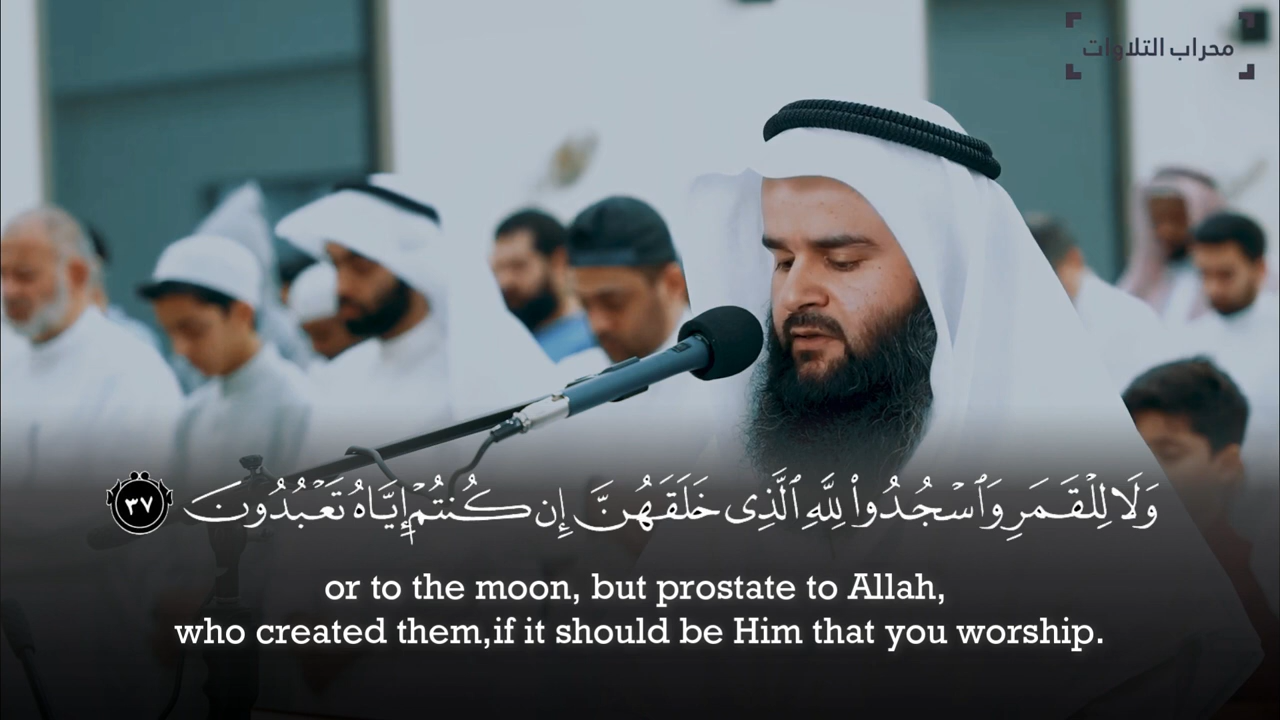 محراب التلاوات
وَلَا لِلْقَمَرِ وَٱسْجُدُوا۟ لِلَّهِ ٱلَّذِى خَلَقَهُنَّ إِن كُنتُمْ إِيَّاهُ تَعْبُدُونَ ٣٧
or to the moon, but prostate to Allah,
who created them,if it should be Him that you worship.